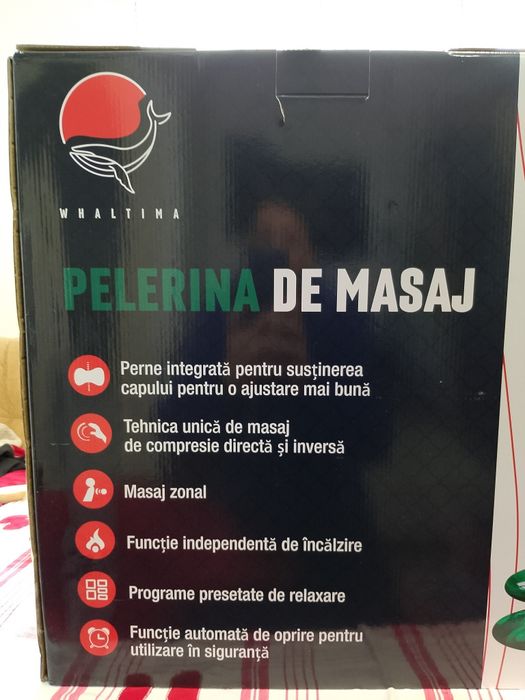 WHALTIMA
PELERINA DE MASAJ
Perne integrată pentru susținerea
capului pentru o ajustare mai bună
Tehnica unică de masaj
de compresie directă și inversă
Masaj zonal
Funcție independentă de încălzire
Programe presetate de relaxare
Funcție automată de oprire pentru
utilizare în siguranță